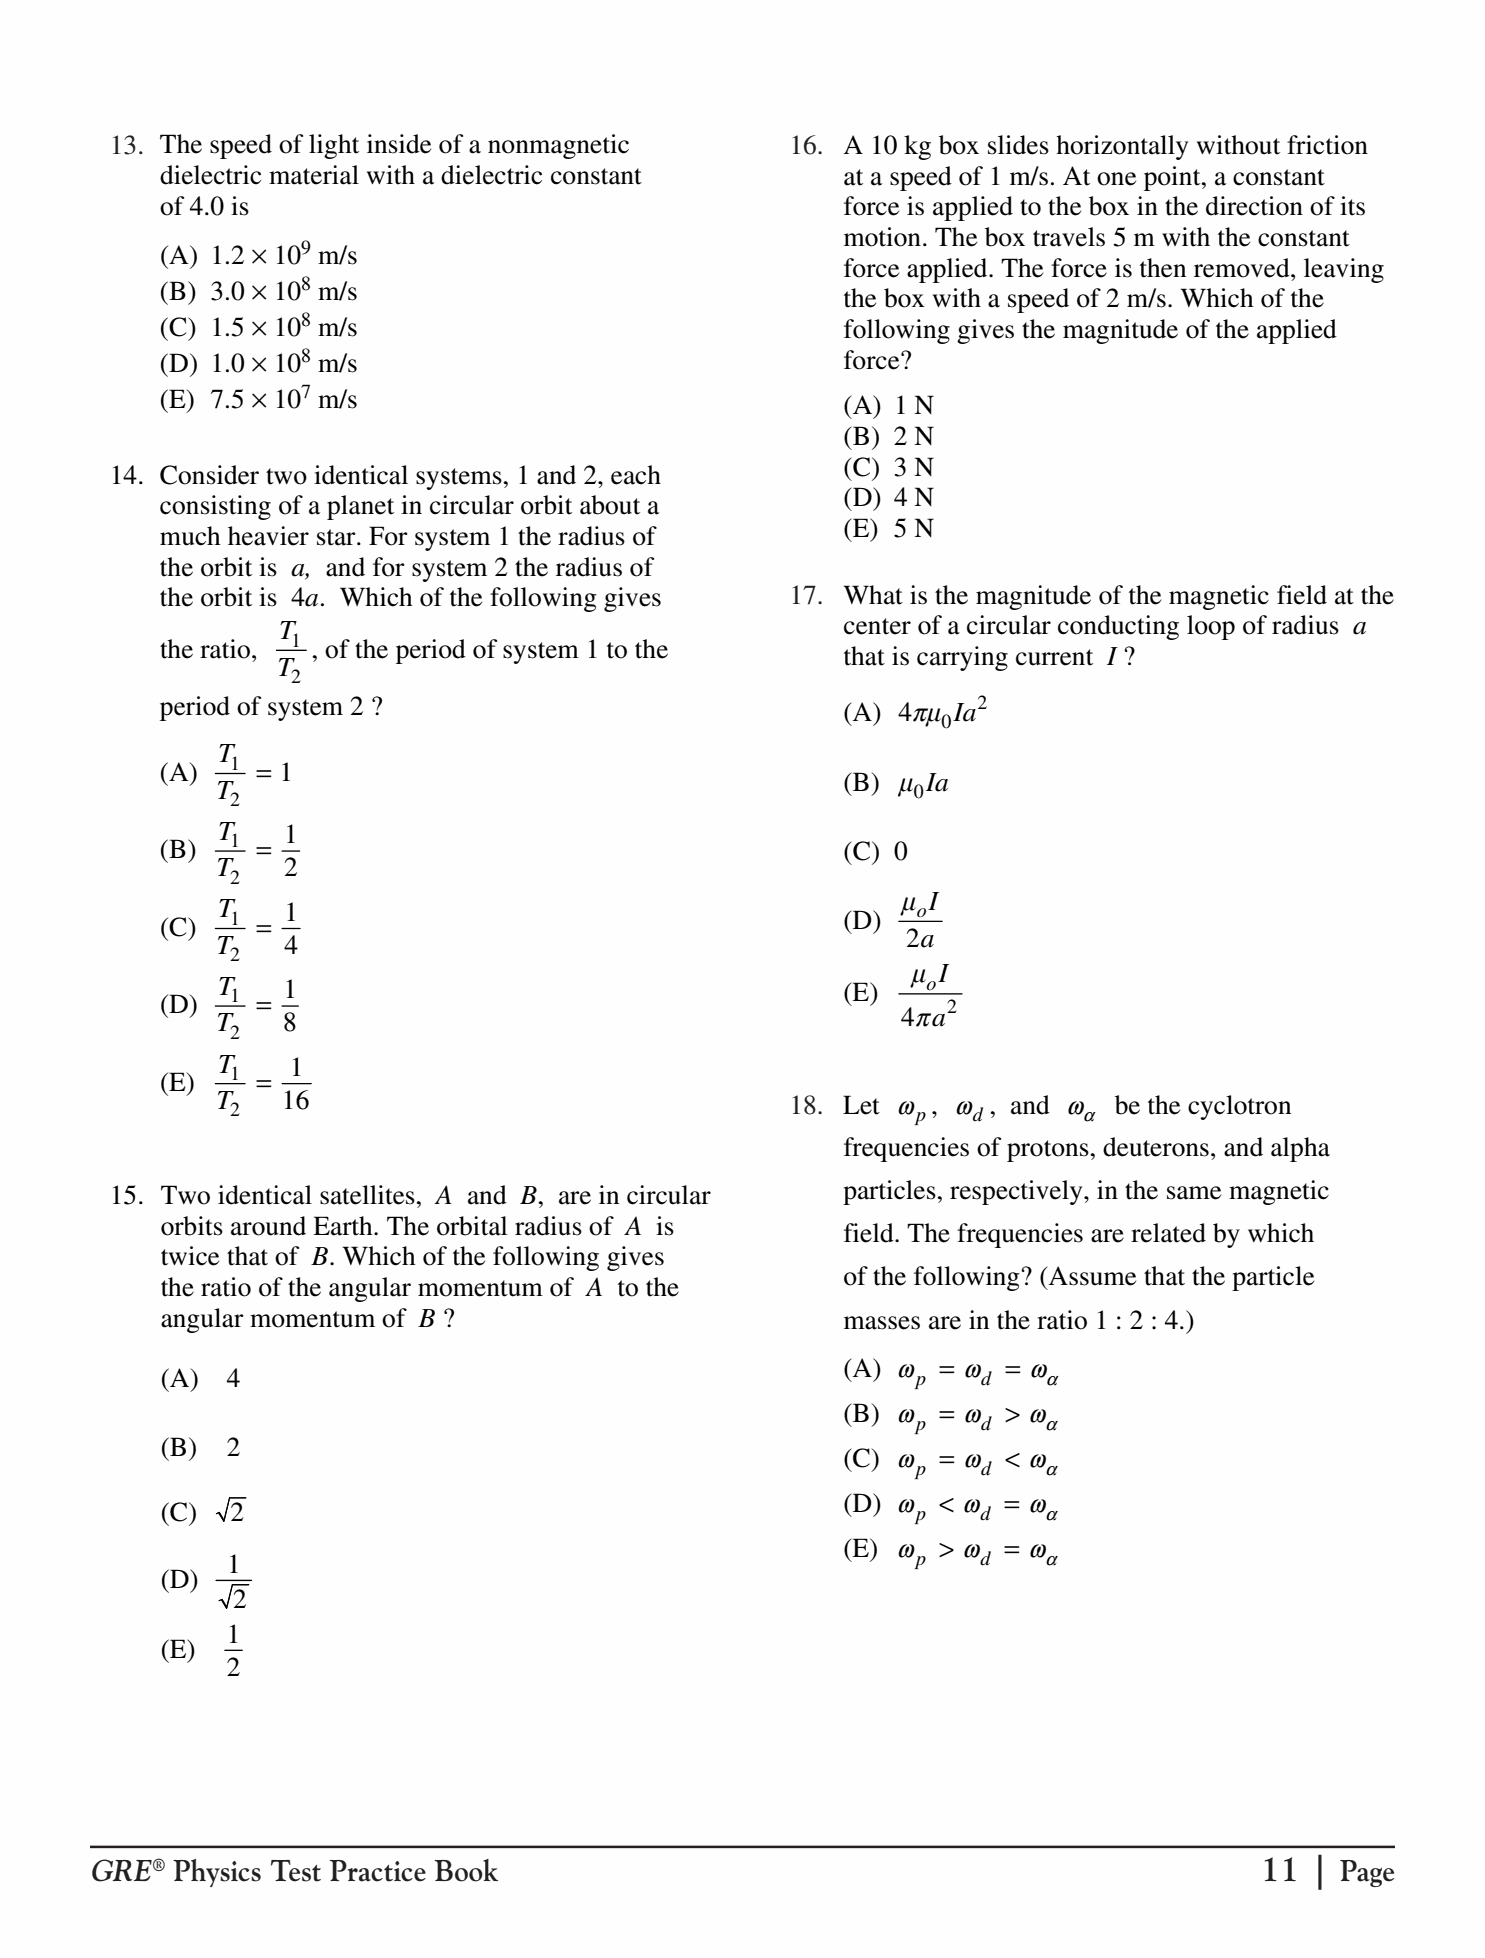 13. The speed of light inside of a nonmagnetic
dielectric material with a dielectric constant
of 4.0 is
(A) 1.2 × 10⁹ m/s
(B) 3.0 × 10⁸ m/s
(C) 1.5 × 10⁸ m/s
(D) 1.0 × 10⁸ m/s
(E) 7.5 × 10⁷ m/s
14. Consider two identical systems, 1 and 2, each
consisting of a planet in circular orbit about a
much heavier star. For system 1 the radius of
the orbit is a, and for system 2 the radius of
the orbit is 4a. Which of the following gives
the ratio, T₁/T₂, of the period of system 1 to the
period of system 2 ?
(A) T₁/T₂ = 1
(B) T₁/T₂ = 1/2
(C) T₁/T₂ = 1/4
(D) T₁/T₂ = 1/8
(E) T₁/T₂ = 1/16
15. Two identical satellites, A and B, are in circular
orbits around Earth. The orbital radius of A is
twice that of B. Which of the following gives
the ratio of the angular momentum of A to the
angular momentum of B ?
(A) 4
(B) 2
(C) √2
(D) 1/√2
(E) 1/2
16. A 10 kg box slides horizontally without friction
at a speed of 1 m/s. At one point, a constant
force is applied to the box in the direction of its
motion. The box travels 5 m with the constant
force applied. The force is then removed, leaving
the box with a speed of 2 m/s. Which of the
following gives the magnitude of the applied
force?
(A) 1 N
(B) 2 N
(C) 3 N
(D) 4 N
(E) 5 N
17. What is the magnitude of the magnetic field at the
center of a circular conducting loop of radius a
that is carrying current I ?
(A) 4πμ₀Ia²
(B) μ₀Ia
(C) 0
(D) μₒI/2a
(E) μₒI/4πa²
18. Let ωₚ, ω_d, and ω_α be the cyclotron
frequencies of protons, deuterons, and alpha
particles, respectively, in the same magnetic
field. The frequencies are related by which
of the following? (Assume that the particle
masses are in the ratio 1 : 2 : 4.)
(A) ωₚ = ω_d = ω_α
(B) ωₚ = ω_d > ω_α
(C) ωₚ = ω_d < ω_α
(D) ωₚ < ω_d = ω_α
(E) ωₚ > ω_d = ω_α
GRE® Physics Test Practice Book
11 | Page